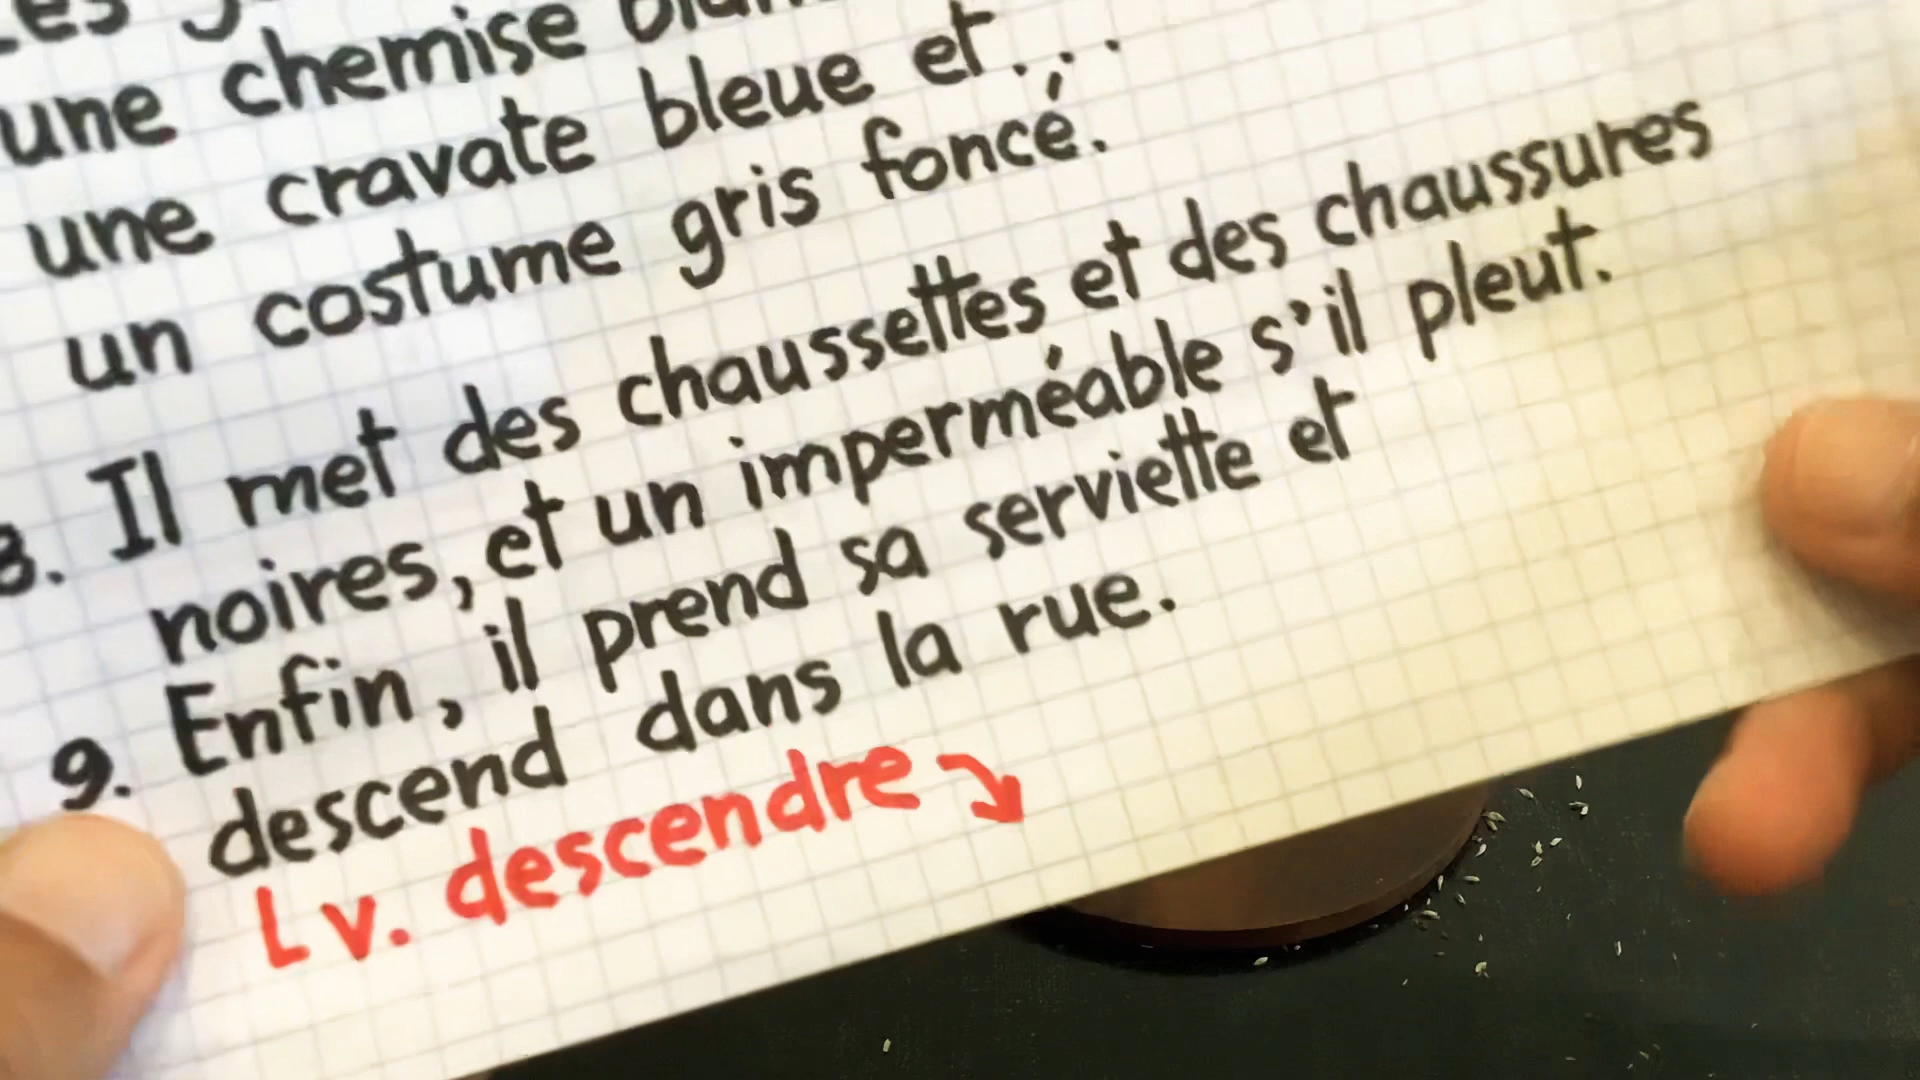 une chemise
une cravate bleue et...
un costume gris foncé.
8. Il met des chaussettes et des chaussures
noires, et un imperméable s'il pleut.
9. Enfin, il prend sa serviette et
descend dans la rue.
L v. descendre ↘